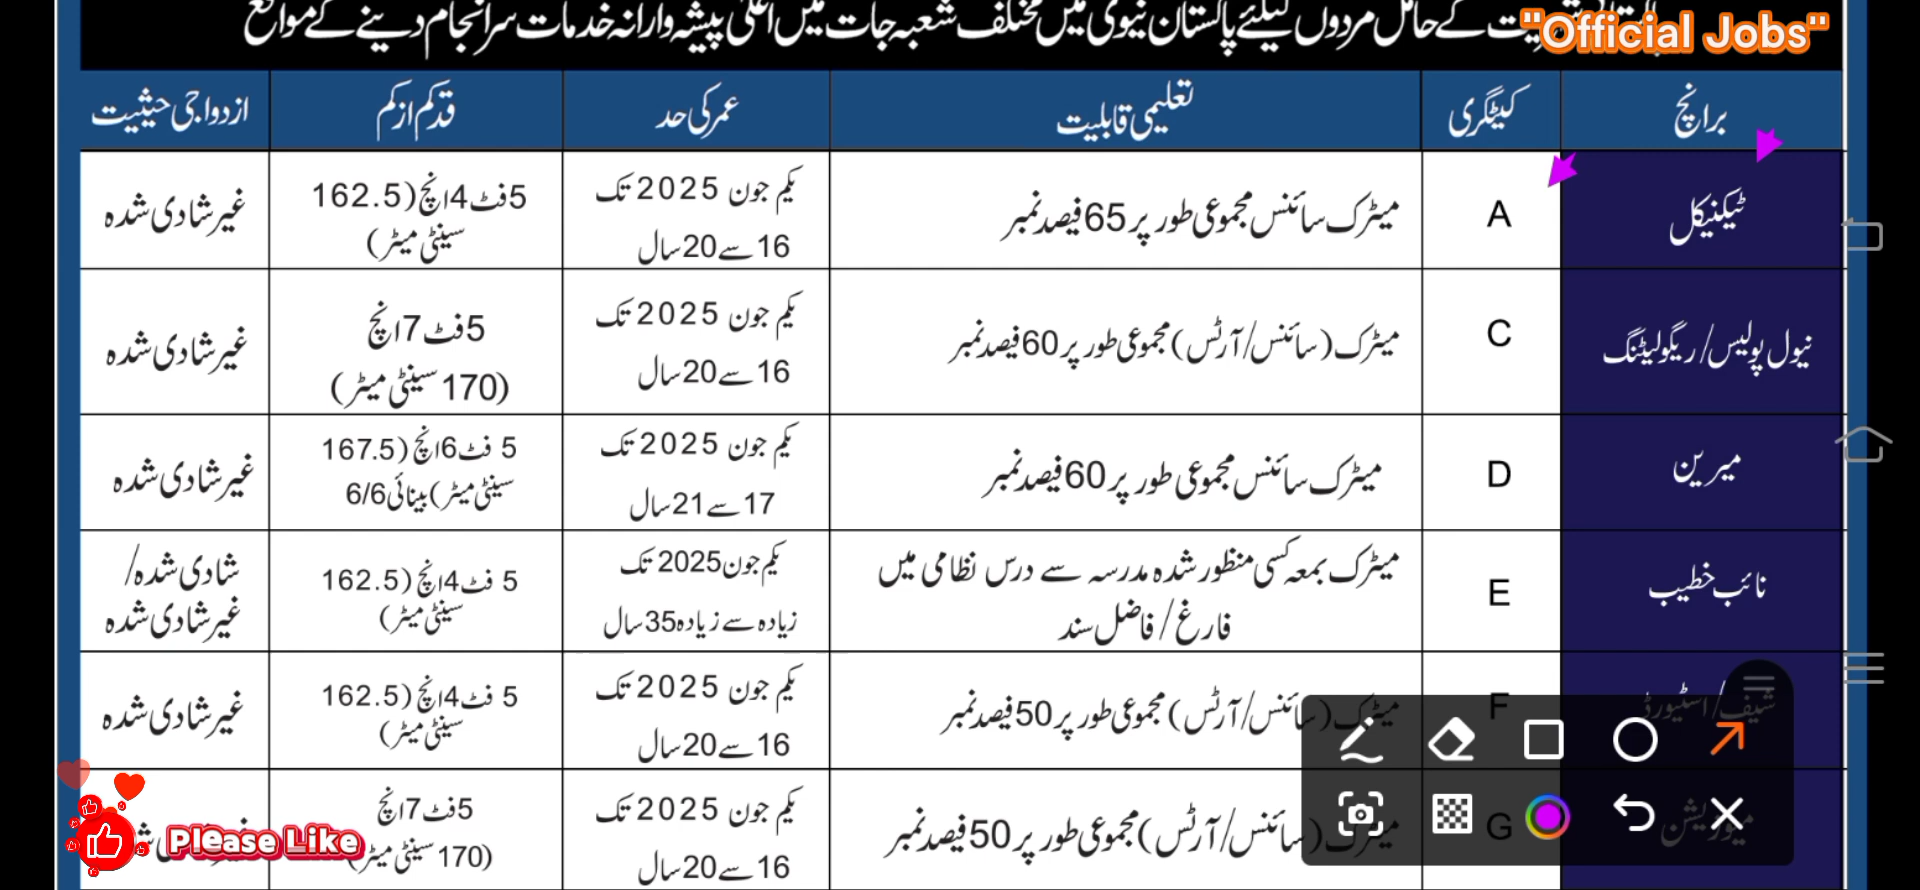 کے حامل مردوں کیلئے پاکستان نیوی میں مختلف شعبہ جات میں اعلیٰ پیشہ وارانہ خدمات سرانجام دینے کے مواقع
"Official Jobs"
برانچ کیٹگری تعلیمی قابلیت عمر کی حد قد کم از کم ازدواجی حیثیت
ٹیکنیکل A میٹرک سائنس مجموعی طور پر 65 فیصد نمبر
یکم جون 2025 تک
16 سے 20 سال
5 فٹ 4 انچ (162.5
سینٹی میٹر)
غیر شادی شدہ
نیول پولیس/ریگولیٹنگ C میٹرک (سائنس/آرٹس) مجموعی طور پر 60 فیصد نمبر
یکم جون 2025 تک
16 سے 20 سال
5 فٹ 7 انچ
(170 سینٹی میٹر)
غیر شادی شدہ
میرین D میٹرک سائنس مجموعی طور پر 60 فیصد نمبر
یکم جون 2025 تک
17 سے 21 سال
5 فٹ 6 انچ (167.5
سینٹی میٹر) بینائی 6/6
غیر شادی شدہ
نائب خطیب E میٹرک بمعہ کسی منظور شدہ مدرسہ سے درس نظامی میں
فارغ / فاضل سند
یکم جون 2025 تک
زیادہ سے زیادہ 35 سال
5 فٹ 4 انچ (162.5
سینٹی میٹر)
شادی شدہ/
غیر شادی شدہ
شیف/اسٹیورڈ F میٹرک (سائنس/آرٹس) مجموعی طور پر 50 فیصد نمبر
یکم جون 2025 تک
16 سے 20 سال
5 فٹ 4 انچ (162.5
سینٹی میٹر)
غیر شادی شدہ
G میٹرک (سائنس/آرٹس) مجموعی طور پر 50 فیصد نمبر
یکم جون 2025 تک
16 سے 20 سال
5 فٹ 7 انچ
(170 سینٹی میٹر)
Please Like